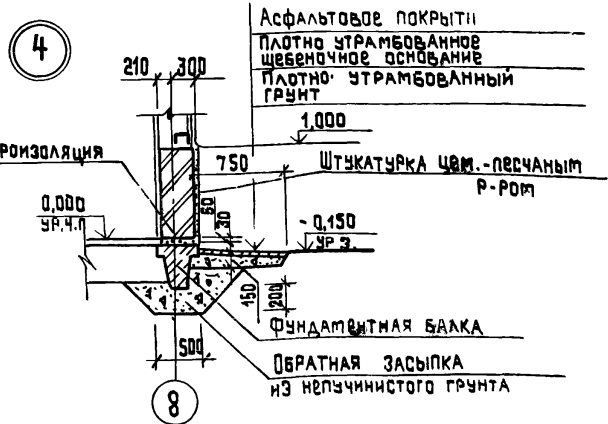 4
Асфальтовое покрыти
Плотно утрамбованное
щебеночное основание
Плотно утрамбованный
грунт
210 300
1,000
роизоляция
750
Штукатурка цем.-песчаным
р-ром
0,000
ур.ч.п
60
30
- 0,150
ур з.
150
200
Фундаментная балка
500
Обратная засыпка
из непучинистого грунта
8